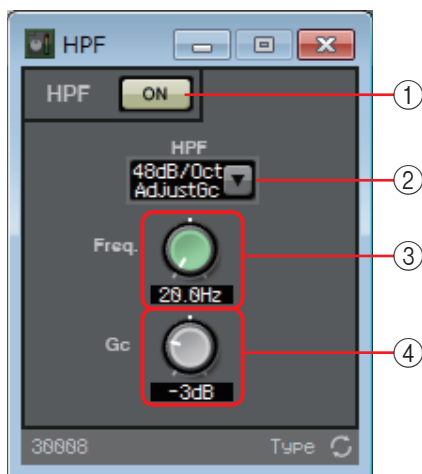 HPF
HPF ON
①
HPF
48dB/Oct
AdjustGc
②
Freq.
20.0Hz
③
Gc
-3dB
④
30008 Type